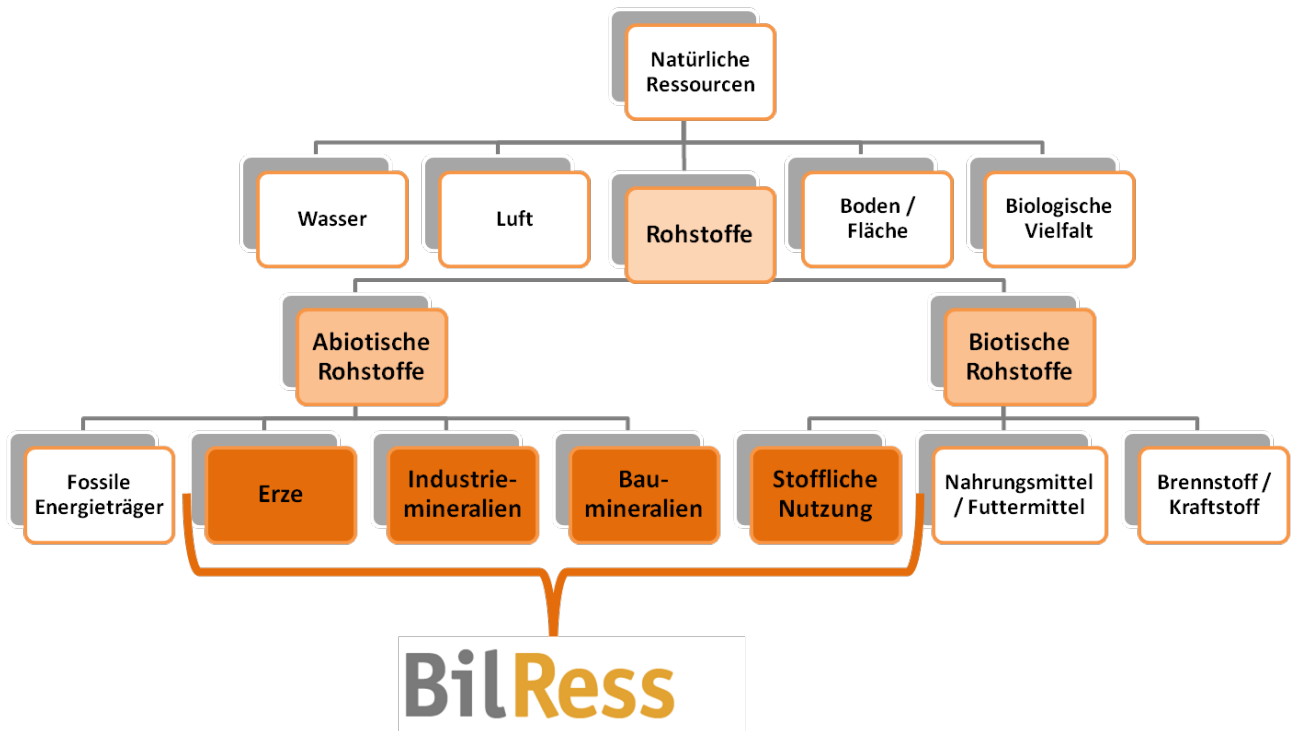 Natürliche
Ressourcen
Wasser
Luft
Rohstoffe
Boden /
Fläche
Biologische
Vielfalt
Abiotische
Rohstoffe
Biotische
Rohstoffe
Fossile
Energieträger
Erze
Industrie-
mineralien
Bau-
mineralien
Stoffliche
Nutzung
Nahrungsmittel
/ Futtermittel
Brennstoff /
Kraftstoff
BilRess